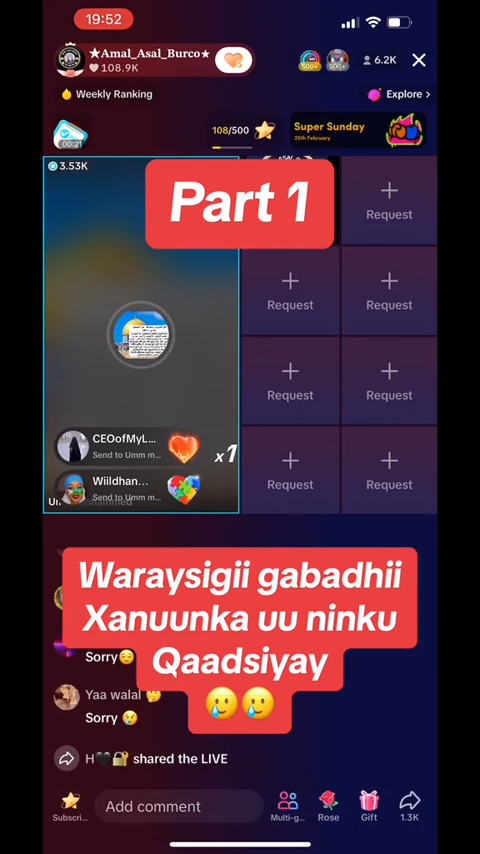 19:52
★Amal_Asal_Burco★
108.9K
5
500+
500+
6.2K
Weekly Ranking
Explore >
00:21
108/500
Super Sunday
25th February
3.53K
Part 1
Request
Request
Request
Request
Request
Request
Request
CEOofMyL...
Send to Umm m...
x1
Wiildhan...
Send to Umm m...
Waraysigii gabadhii
Xanuunka uu ninku
Qaadsiyay
🥲🥲
Sorry😌
Yaa walal 🤔
Sorry 😢
H🖤🔐 shared the LIVE
Subscri...
Add comment
Multi-g...
Rose
Gift
1.3K